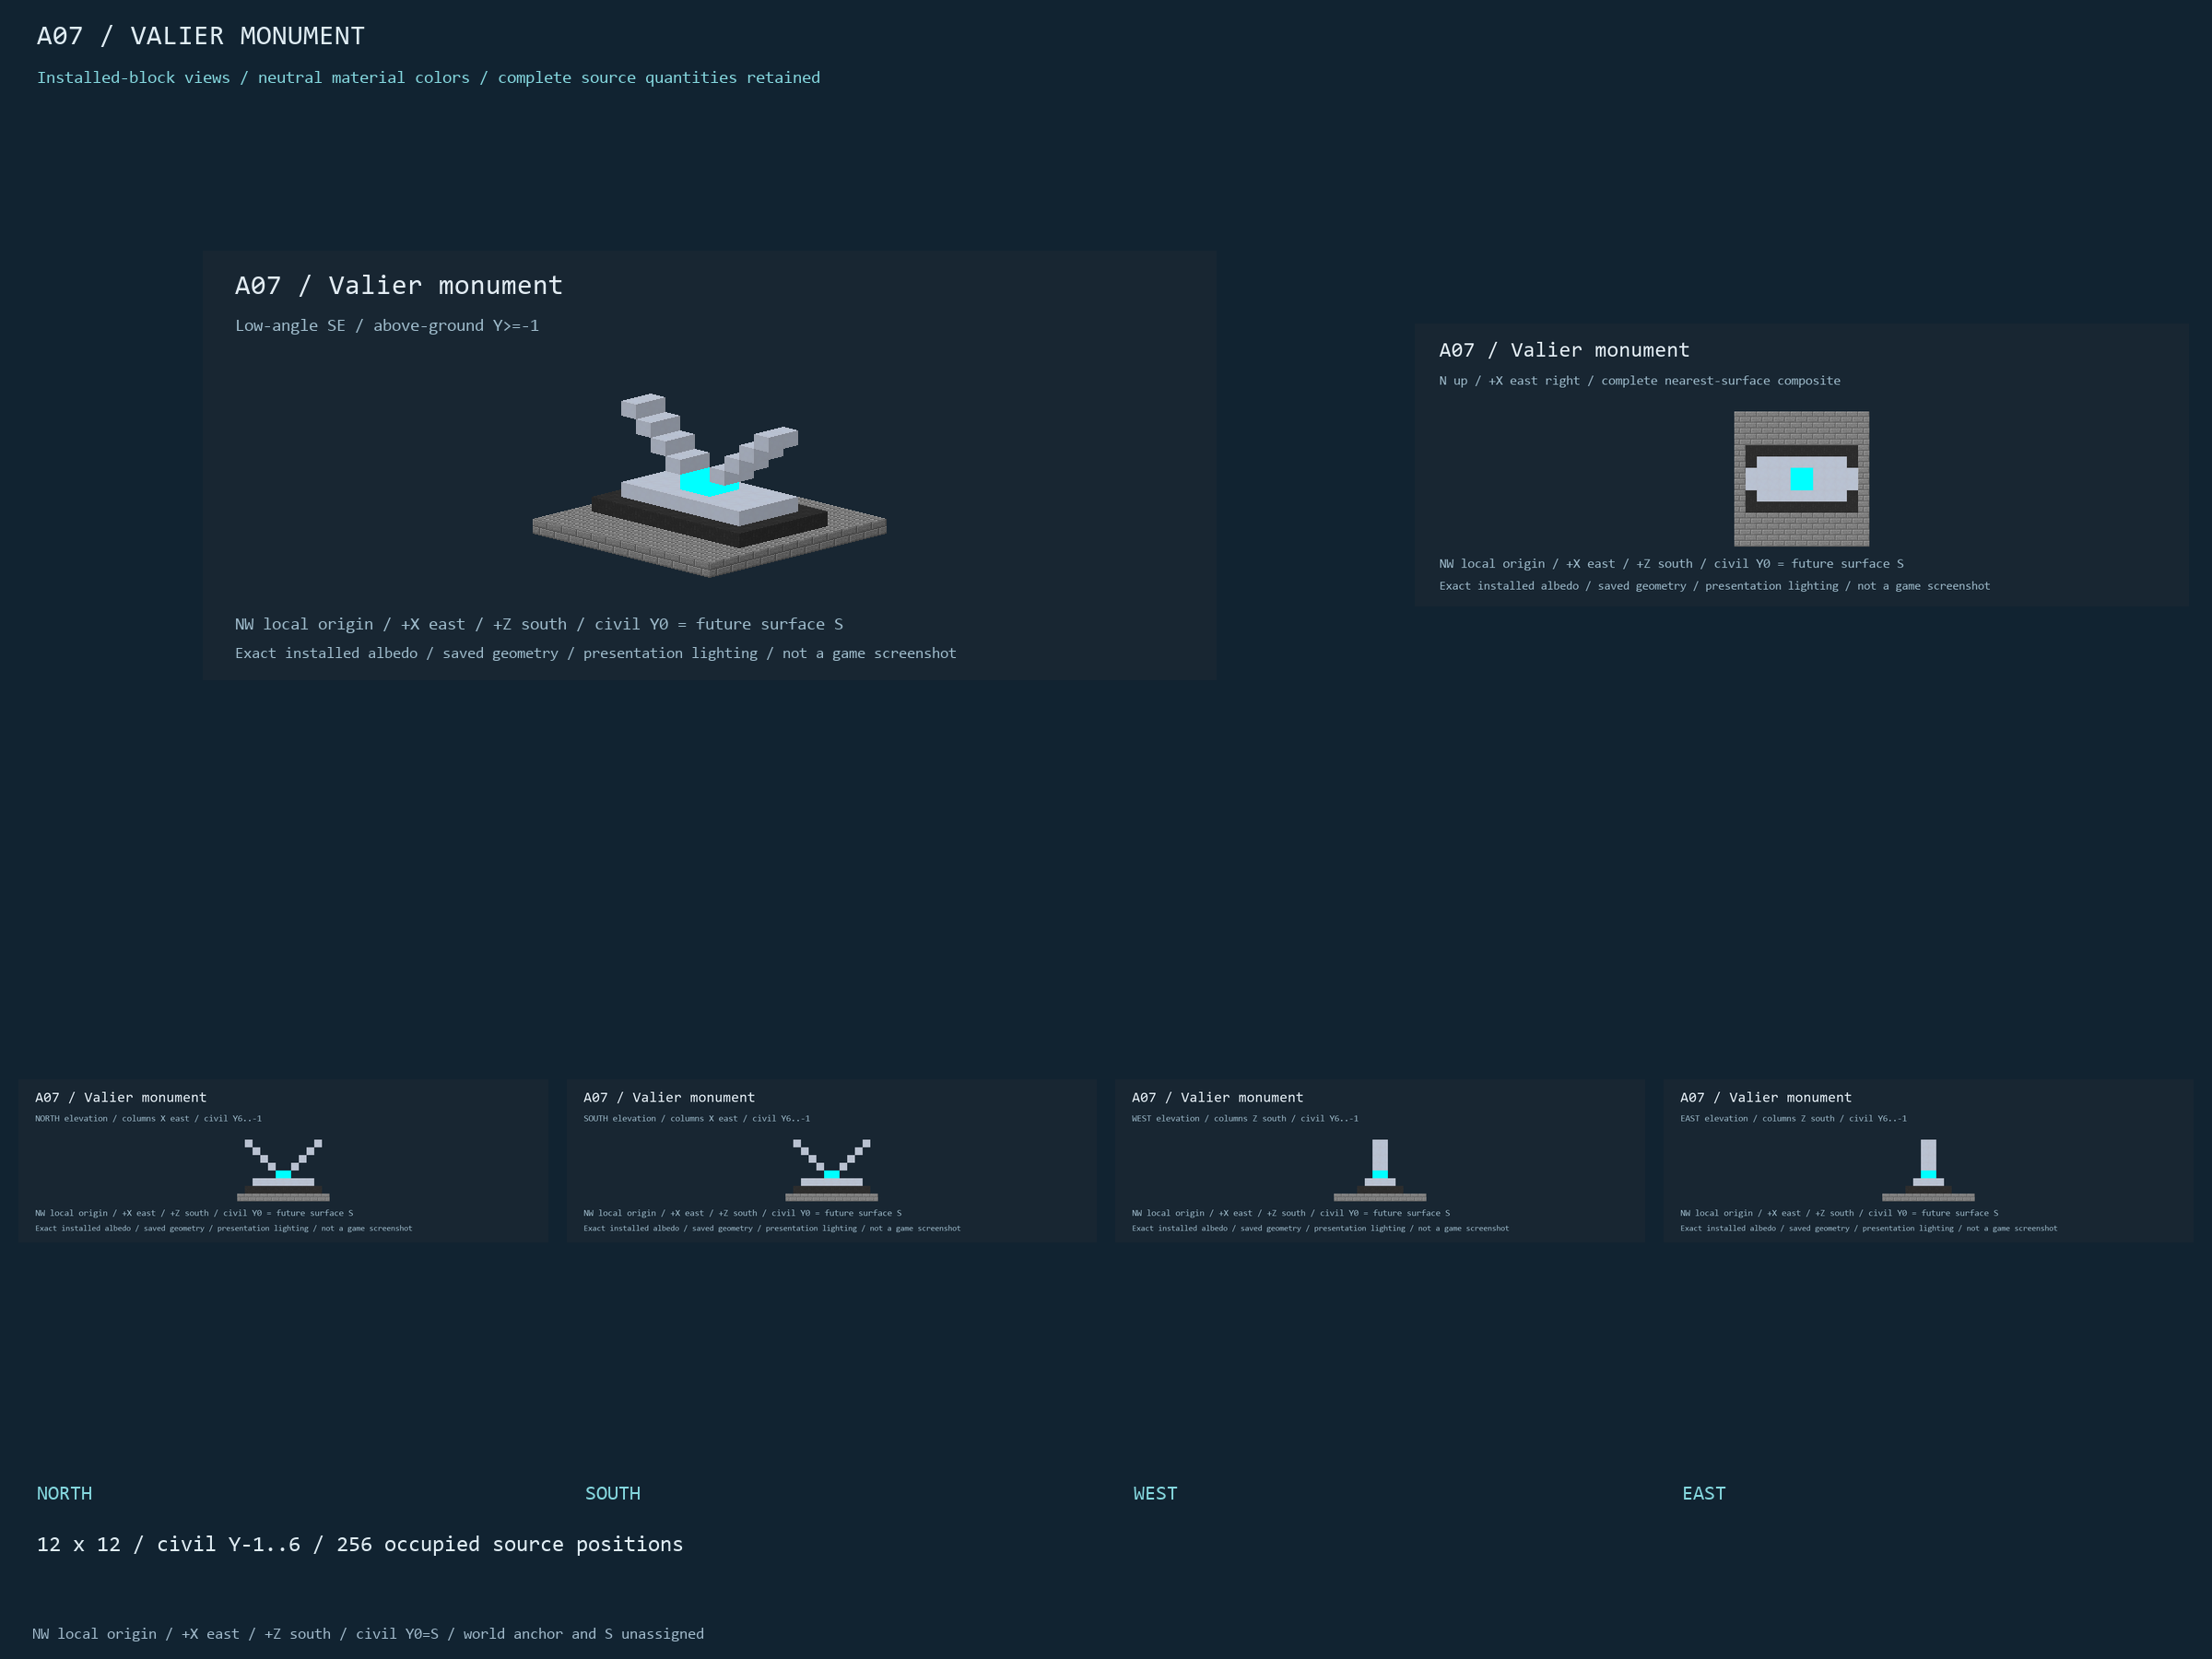 A07 / VALIER MONUMENT
Installed-block views / neutral material colors / complete source quantities retained
A07 / Valier monument
Low-angle SE / above-ground Y>=-1
NW local origin / +X east / +Z south / civil Y0 = future surface S
Exact installed albedo / saved geometry / presentation lighting / not a game screenshot
A07 / Valier monument
N up / +X east right / complete nearest-surface composite
NW local origin / +X east / +Z south / civil Y0 = future surface S
Exact installed albedo / saved geometry / presentation lighting / not a game screenshot
A07 / Valier monument
NORTH elevation / columns X east / civil Y6..-1
NW local origin / +X east / +Z south / civil Y0 = future surface S
Exact installed albedo / saved geometry / presentation lighting / not a game screenshot
A07 / Valier monument
SOUTH elevation / columns X east / civil Y6..-1
NW local origin / +X east / +Z south / civil Y0 = future surface S
Exact installed albedo / saved geometry / presentation lighting / not a game screenshot
A07 / Valier monument
WEST elevation / columns Z south / civil Y6..-1
NW local origin / +X east / +Z south / civil Y0 = future surface S
Exact installed albedo / saved geometry / presentation lighting / not a game screenshot
A07 / Valier monument
EAST elevation / columns Z south / civil Y6..-1
NW local origin / +X east / +Z south / civil Y0 = future surface S
Exact installed albedo / saved geometry / presentation lighting / not a game screenshot
NORTH
SOUTH
WEST
EAST
12 x 12 / civil Y-1..6 / 256 occupied source positions
NW local origin / +X east / +Z south / civil Y0=S / world anchor and S unassigned